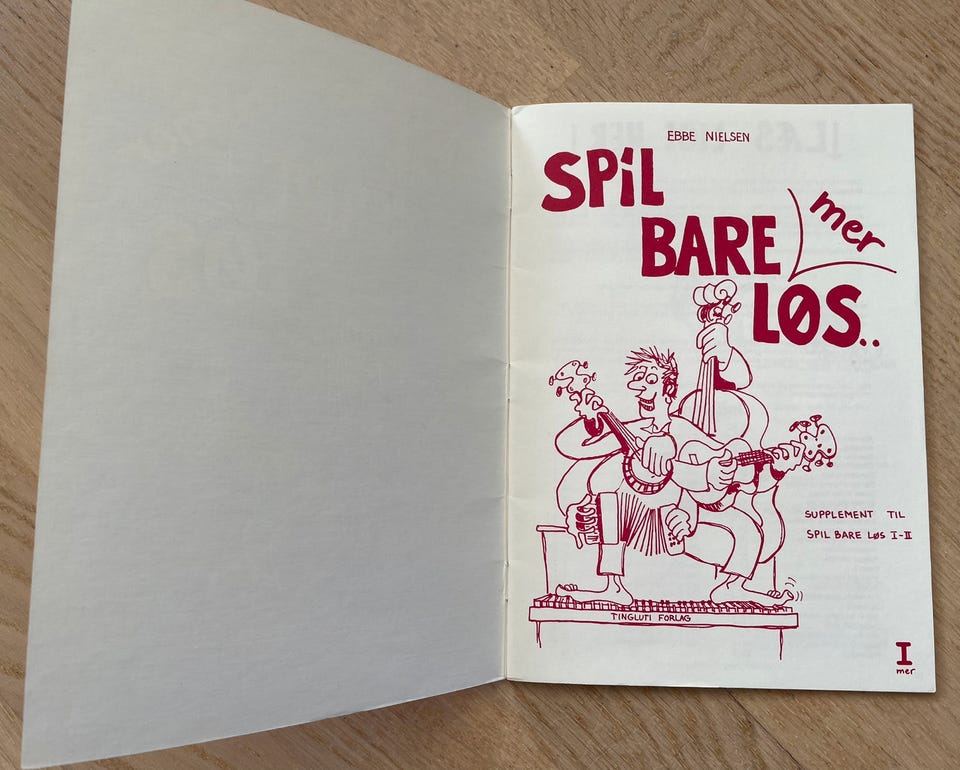 EBBE NIELSEN
SPiL
BARE mer
LØS..
SUPPLEMENT TIL
SPIL BARE LØS I-II
TINGLUTI FORLAG
I
mer